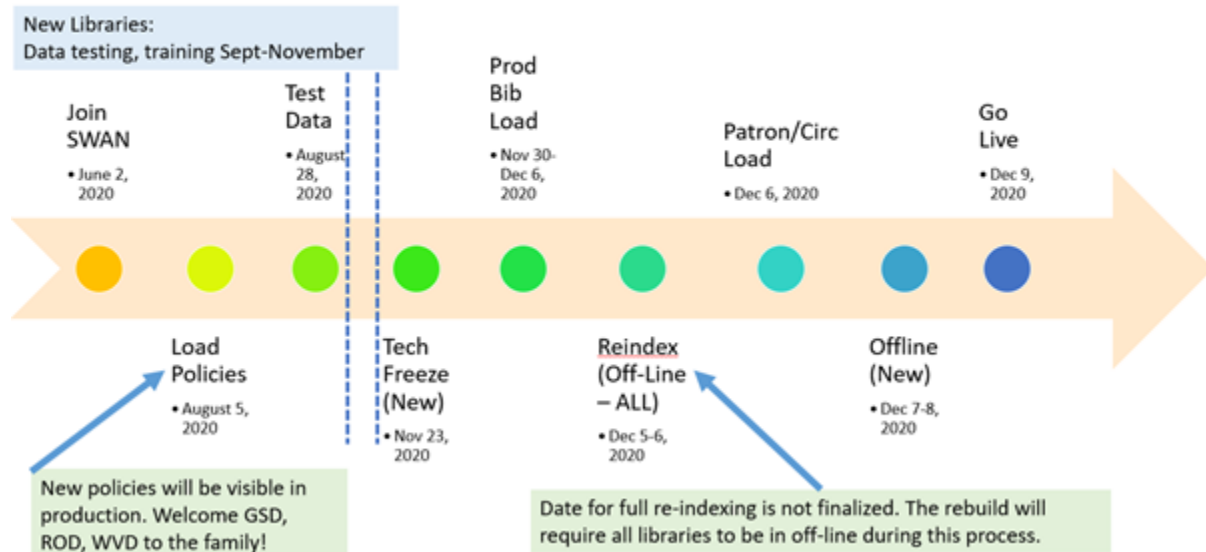 New Libraries:
Data testing, training Sept-November
Join
SWAN
• June 2,
2020
Test
Data
• August
28,
2020
Prod
Bib
Load
• Nov 30-
Dec 6,
2020
Patron/Circ
Load
• Dec 6, 2020
Go
Live
• Dec 9,
2020
Load
Policies
• August 5,
2020
Tech
Freeze
(New)
• Nov 23,
2020
Reindex
(Off-Line
– ALL)
• Dec 5-6,
2020
Offline
(New)
• Dec 7-8,
2020
New policies will be visible in
production. Welcome GSD,
ROD, WVD to the family!
Date for full re-indexing is not finalized. The rebuild will
require all libraries to be in off-line during this process.